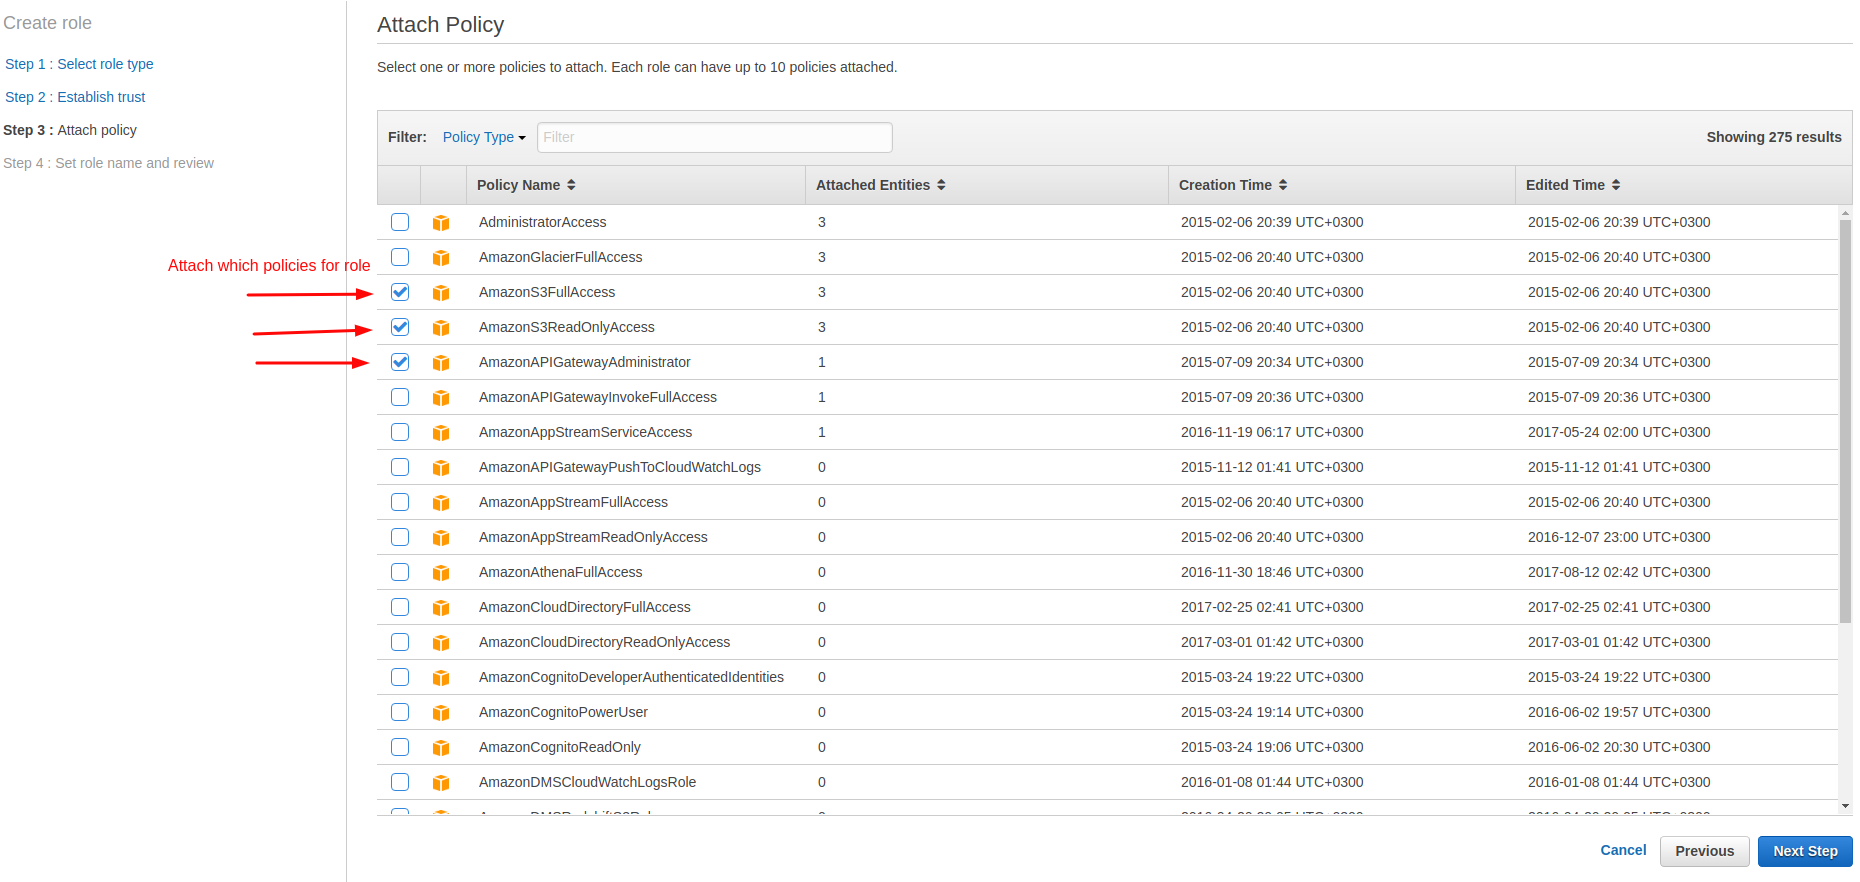 Create role
Step 1 : Select role type
Step 2 : Establish trust
Step 3 : Attach policy
Step 4 : Set role name and review
Attach which policies for role
Attach Policy
Select one or more policies to attach. Each role can have up to 10 policies attached.
Filter: Policy Type Filter Showing 275 results
Policy Name Attached Entities Creation Time Edited Time
AdministratorAccess 3 2015-02-06 20:39 UTC+0300 2015-02-06 20:39 UTC+0300
AmazonGlacierFullAccess 3 2015-02-06 20:40 UTC+0300 2015-02-06 20:40 UTC+0300
AmazonS3FullAccess 3 2015-02-06 20:40 UTC+0300 2015-02-06 20:40 UTC+0300
AmazonS3ReadOnlyAccess 3 2015-02-06 20:40 UTC+0300 2015-02-06 20:40 UTC+0300
AmazonAPIGatewayAdministrator 1 2015-07-09 20:34 UTC+0300 2015-07-09 20:34 UTC+0300
AmazonAPIGatewayInvokeFullAccess 1 2015-07-09 20:36 UTC+0300 2015-07-09 20:36 UTC+0300
AmazonAppStreamServiceAccess 1 2016-11-19 06:17 UTC+0300 2017-05-24 02:00 UTC+0300
AmazonAPIGatewayPushToCloudWatchLogs 0 2015-11-12 01:41 UTC+0300 2015-11-12 01:41 UTC+0300
AmazonAppStreamFullAccess 0 2015-02-06 20:40 UTC+0300 2015-02-06 20:40 UTC+0300
AmazonAppStreamReadOnlyAccess 0 2015-02-06 20:40 UTC+0300 2016-12-07 23:00 UTC+0300
AmazonAthenaFullAccess 0 2016-11-30 18:46 UTC+0300 2017-08-12 02:42 UTC+0300
AmazonCloudDirectoryFullAccess 0 2017-02-25 02:41 UTC+0300 2017-02-25 02:41 UTC+0300
AmazonCloudDirectoryReadOnlyAccess 0 2017-03-01 01:42 UTC+0300 2017-03-01 01:42 UTC+0300
AmazonCognitoDeveloperAuthenticatedIdentities 0 2015-03-24 19:22 UTC+0300 2015-03-24 19:22 UTC+0300
AmazonCognitoPowerUser 0 2015-03-24 19:14 UTC+0300 2016-06-02 19:57 UTC+0300
AmazonCognitoReadOnly 0 2015-03-24 19:06 UTC+0300 2016-06-02 20:30 UTC+0300
AmazonDMSCloudWatchLogsRole 0 2016-01-08 01:44 UTC+0300 2016-01-08 01:44 UTC+0300
Cancel Previous Next Step